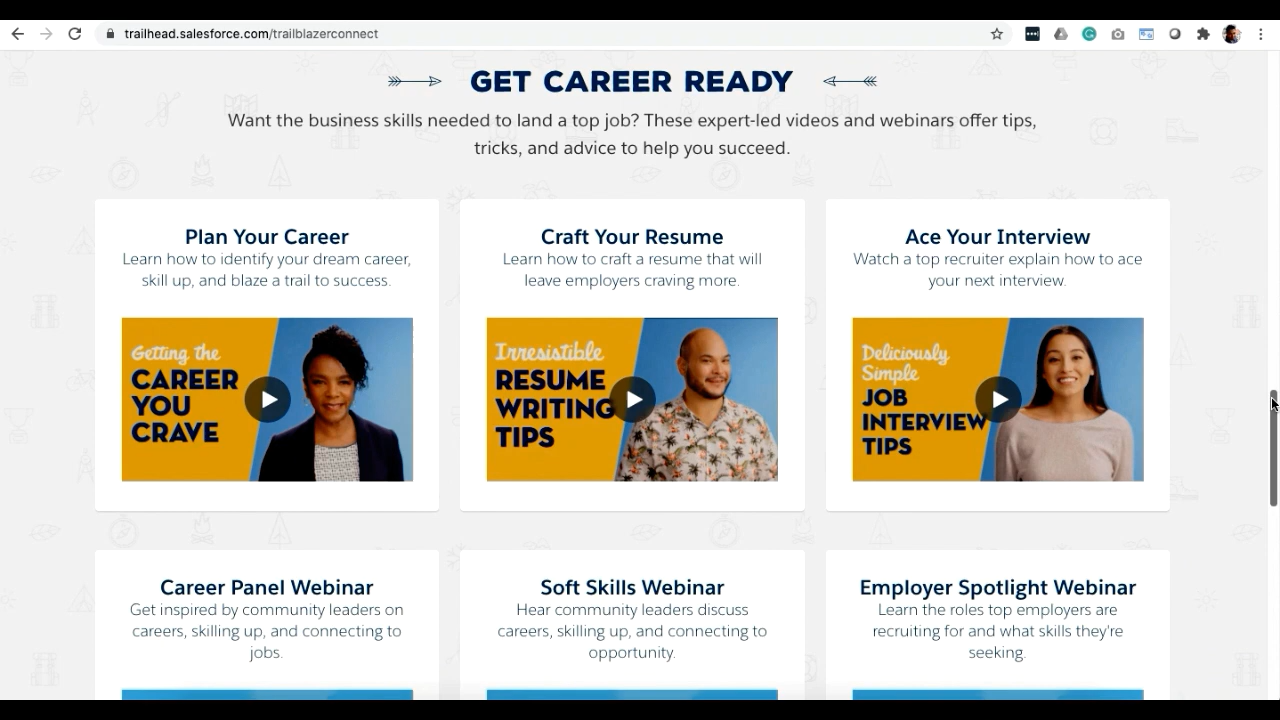 trailhead.salesforce.com/trailblazerconnect
GET CAREER READY
Want the business skills needed to land a top job? These expert-led videos and webinars offer tips,
tricks, and advice to help you succeed.
Plan Your Career
Learn how to identify your dream career,
skill up, and blaze a trail to success.
Getting the
CAREER
YOU
CRAVE
Craft Your Resume
Learn how to craft a resume that will
leave employers craving more.
Irresistible
RESUME
WRITING
TIPS
Ace Your Interview
Watch a top recruiter explain how to ace
your next interview.
Deliciously
Simple
JOB
INTERVIEW
TIPS
Career Panel Webinar
Get inspired by community leaders on
careers, skilling up, and connecting to
jobs.
Soft Skills Webinar
Hear community leaders discuss
careers, skilling up, and connecting to
opportunity.
Employer Spotlight Webinar
Learn the roles top employers are
recruiting for and what skills they're
seeking.